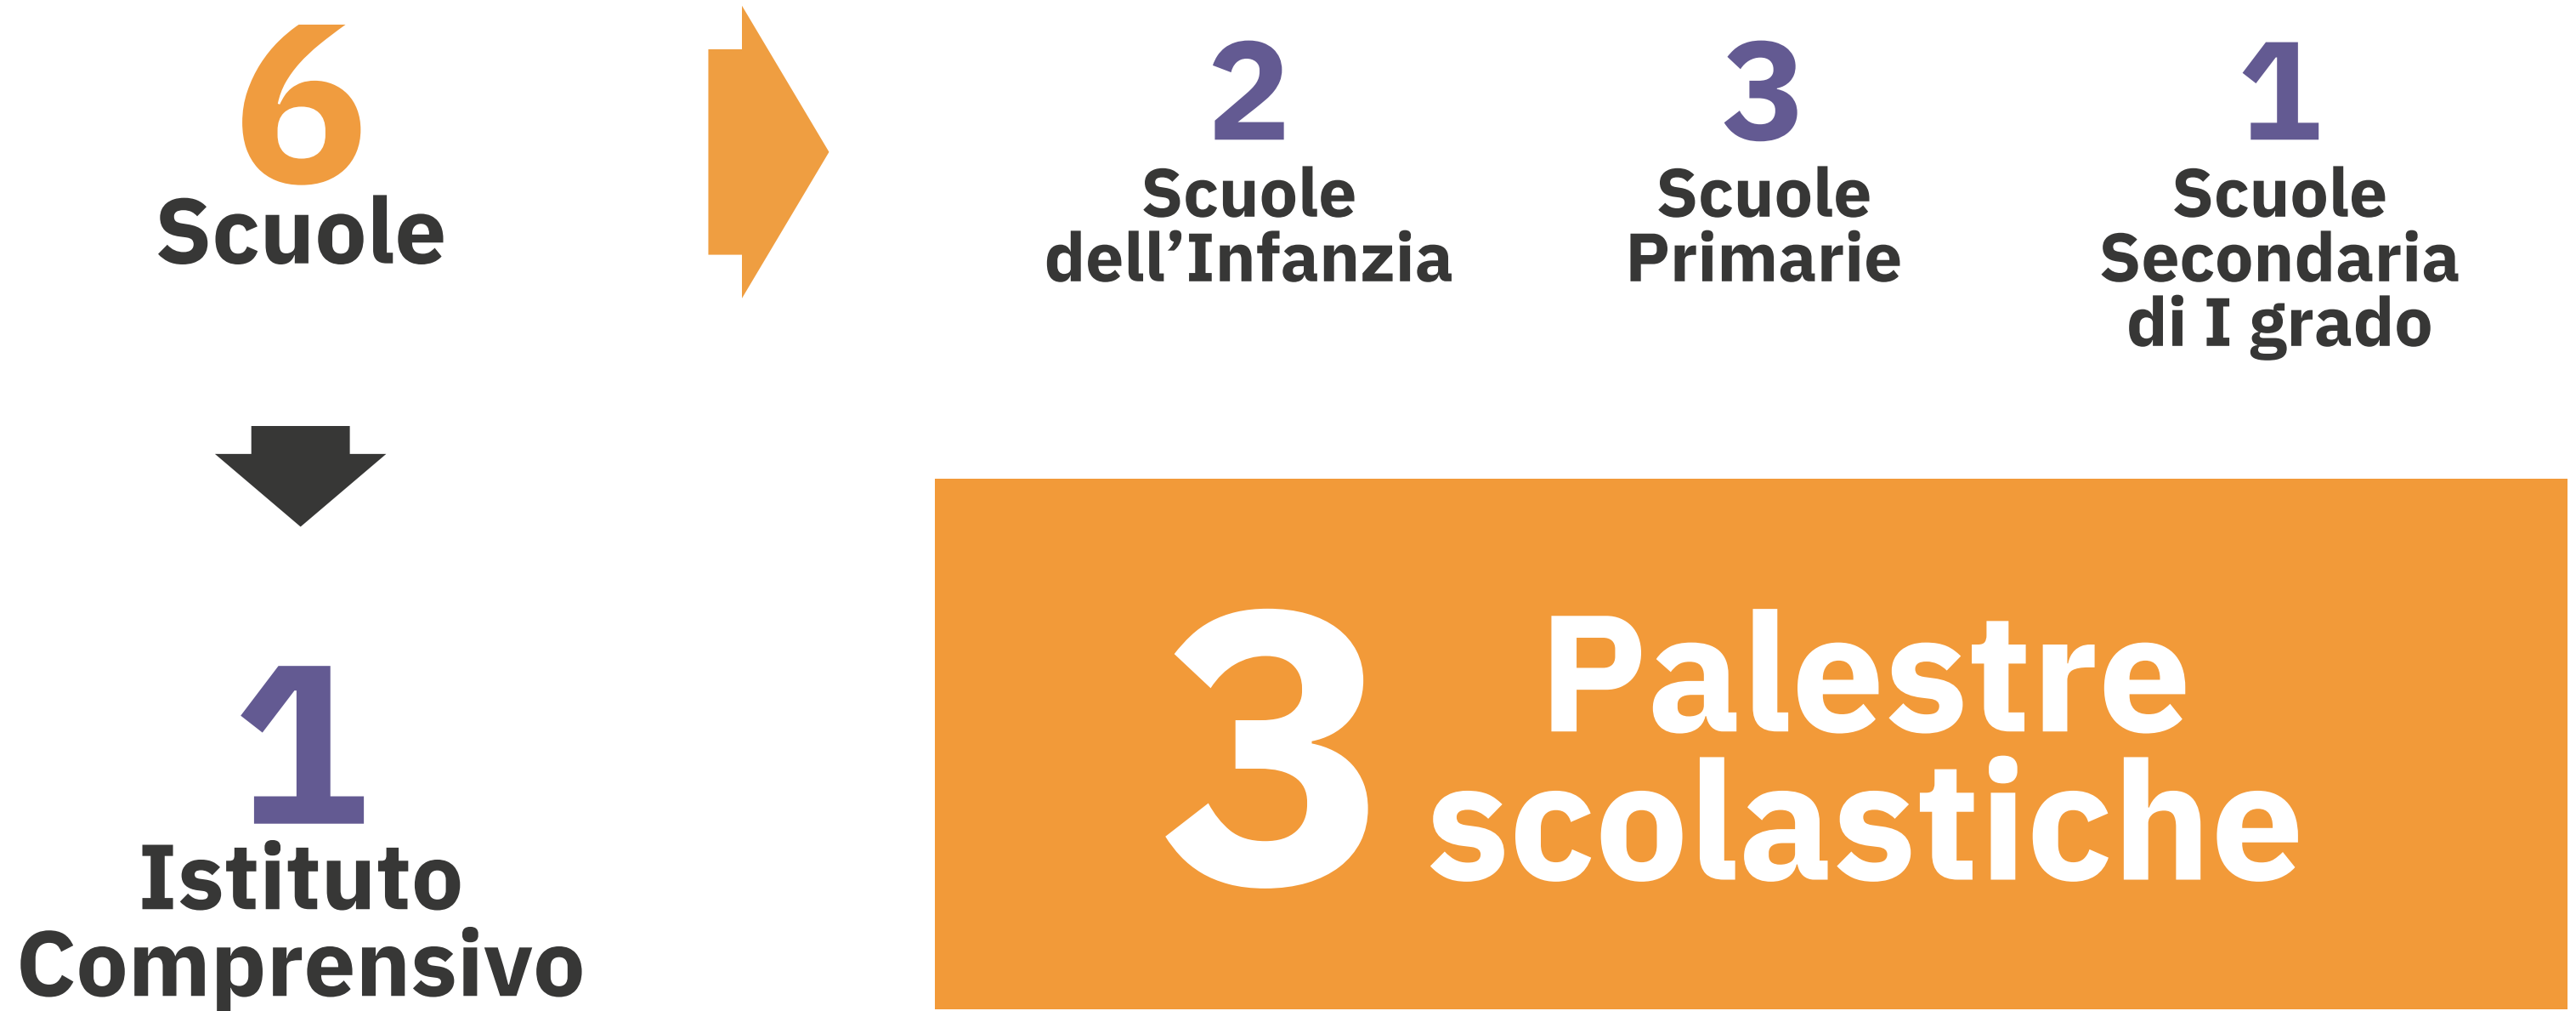 6
Scuole
2
Scuole
dell’Infanzia
3
Scuole
Primarie
1
Scuole
Secondaria
di I grado
1
Istituto
Comprensivo
3
Palestre
scolastiche